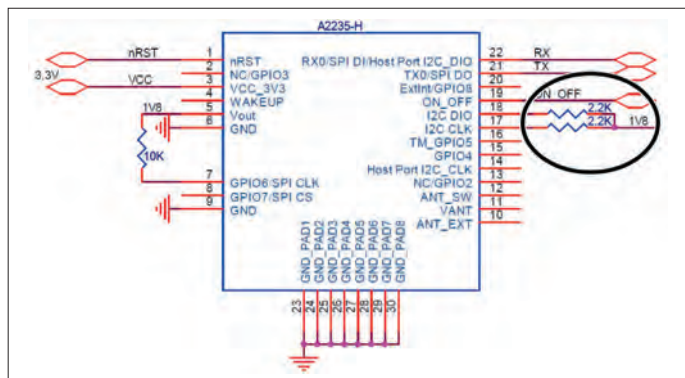 A2235-H
nRST
3,3V
VCC
1V8
10K
1
2
3
4
5
6
7
8
9
nRST
NC/GPIO3
VCC_3V3
WAKEUP
Vout
GND
GPIO6/SPI CLK
GPIO7/SPI CS
GND
RX0/SPI DI/Host Port I2C_DIO
TX0/SPI DO
ExtInt/GPIO8
ON_OFF
I2C DIO
I2C CLK
TM_GPIO5
GPIO4
Host Port I2C_CLK
NC/GPIO2
ANT_SW
VANT
ANT_EXT
22
21
20
19
18
17
16
15
14
13
12
11
10
RX
TX
ON_OFF
2.2K
2.2K
1V8
GND_PAD1
GND_PAD2
GND_PAD3
GND_PAD4
GND_PAD5
GND_PAD6
GND_PAD7
GND_PAD8
23
24
25
26
27
28
29
30